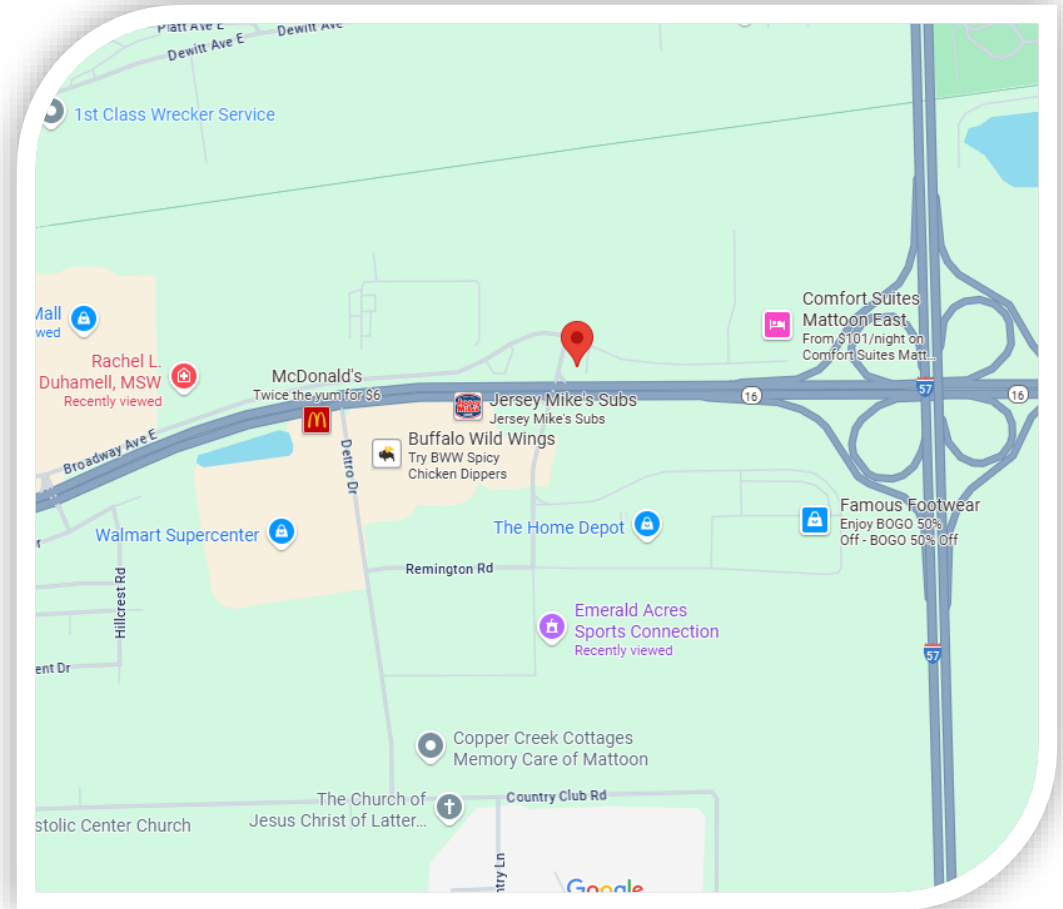 Platt Ave E
Dewitt Ave E
Dewitt Ave
1st Class Wrecker Service
Mall
Rachel L.
Duhamell, MSW
Recently viewed
McDonald's
Twice the yum for $6
Broadway Ave E
Jersey Mike's Subs
Jersey Mike's Subs
Buffalo Wild Wings
Try BWW Spicy
Chicken Dippers
Dettro Dr
Comfort Suites
Mattoon East
From $101/night on
Comfort Suites Matt...
16
57
16
Walmart Supercenter
The Home Depot
Famous Footwear
Enjoy BOGO 50%
Off - BOGO 50% Off
Remington Rd
Hillcrest Rd
Emerald Acres
Sports Connection
Recently viewed
57
ent Dr
Copper Creek Cottages
Memory Care of Mattoon
The Church of
Jesus Christ of Latter...
Country Club Rd
stolic Center Church
ntry Ln
Google